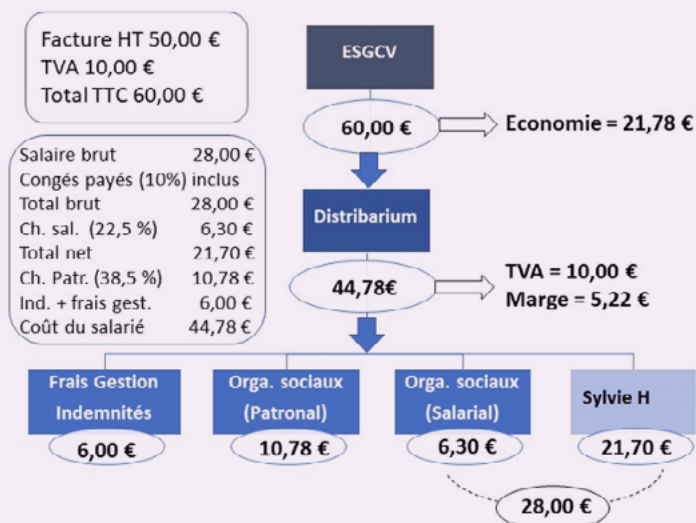 Facture HT 50,00 €
TVA 10,00 €
Total TTC 60,00 €
ESGCV
60,00 €
Economie = 21,78 €
Salaire brut 28,00 €
Congés payés (10%) inclus
Total brut 28,00 €
Ch. sal. (22,5 %) 6,30 €
Total net 21,70 €
Ch. Patr. (38,5 %) 10,78 €
Ind. + frais gest. 6,00 €
Coût du salarié 44,78 €
Distribarium
44,78€
TVA = 10,00 €
Marge = 5,22 €
Frais Gestion
Indemnités
6,00 €
Orga. sociaux
(Patronal)
10,78 €
Orga. sociaux
(Salarial)
6,30 €
Sylvie H
21,70 €
28,00 €